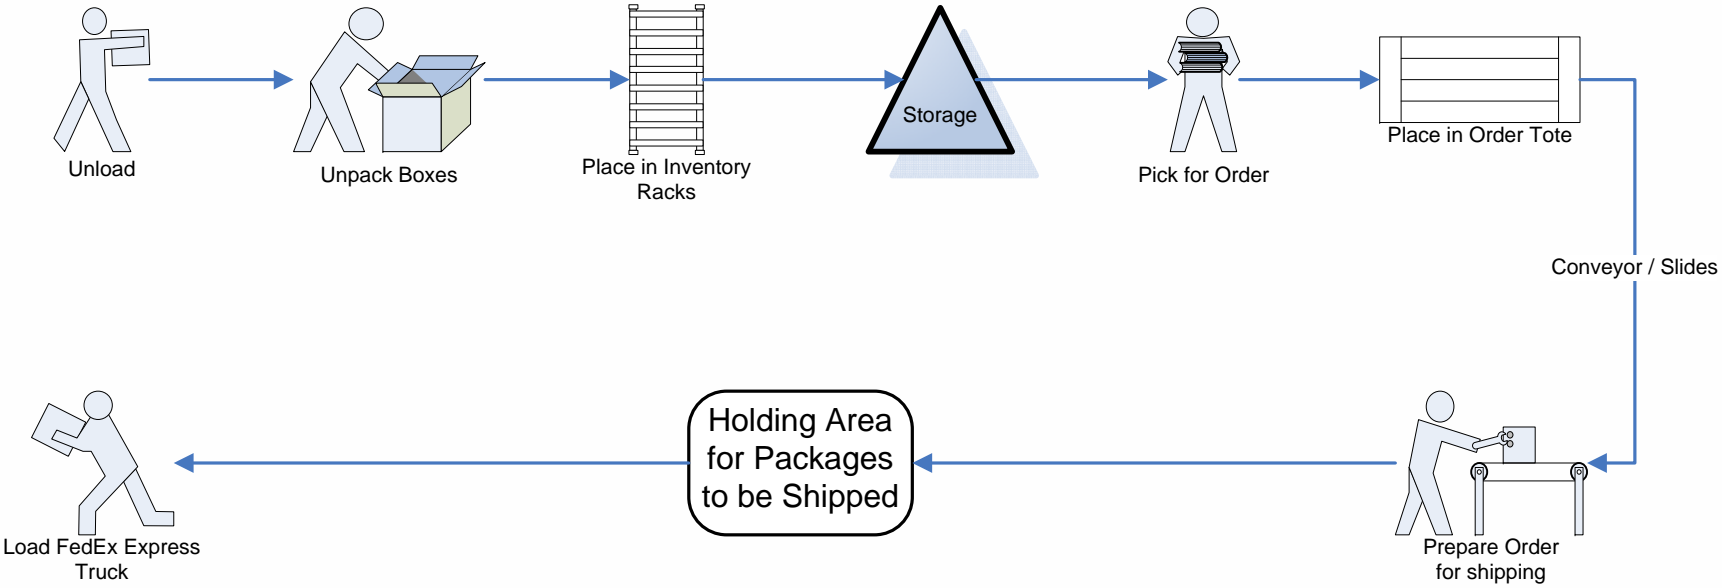 Unload
Unpack Boxes
Place in Inventory
Racks
Storage
Pick for Order
Place in Order Tote
Conveyor / Slides
Prepare Order
for shipping
Holding Area
for Packages
to be Shipped
Load FedEx Express
Truck